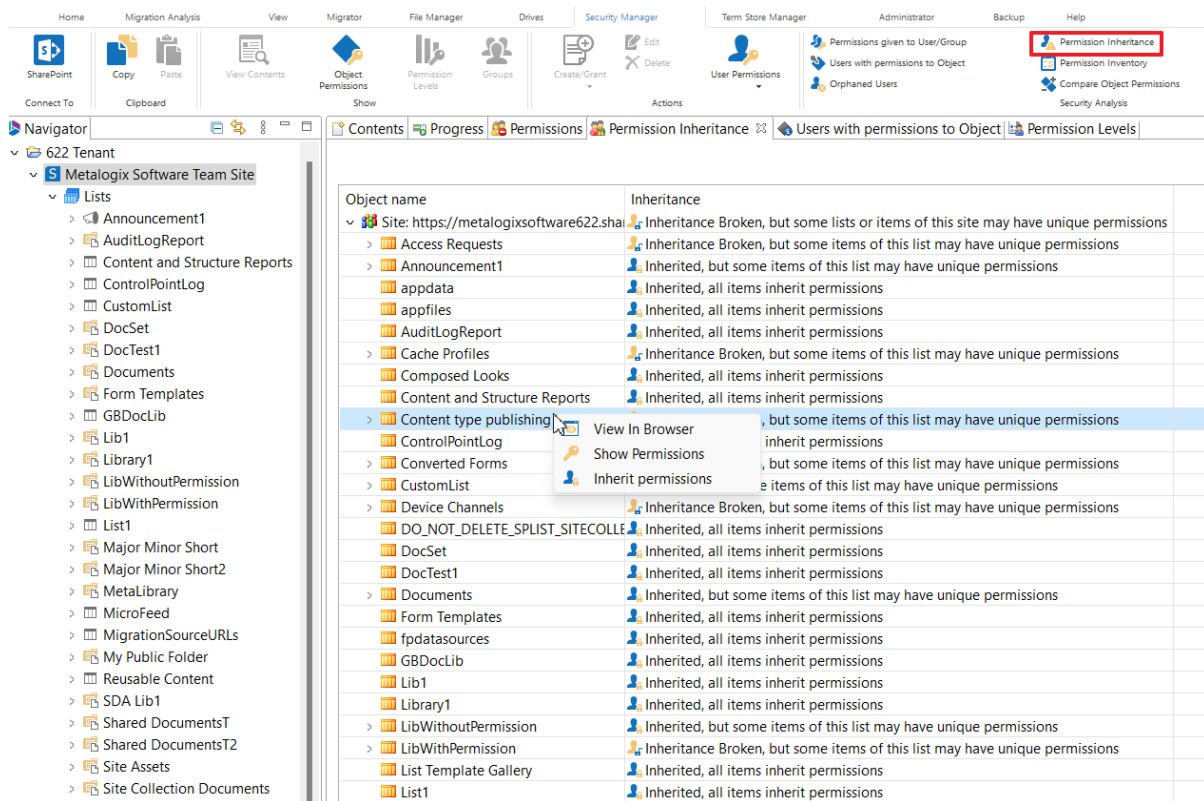 Home Migration Analysis View Migrator File Manager Drives Security Manager Term Store Manager Administrator Backup Help
SharePoint
Copy
Paste
View Contents
Object Permissions
Permission Levels
Groups
Create/Grant
Edit
Delete
User Permissions
Permissions given to User/Group
Users with permissions to Object
Orphaned Users
Permission Inheritance
Permission Inventory
Compare Object Permissions
Connect To Clipboard Show Actions Security Analysis
Navigator
622 Tenant
S Metalogix Software Team Site
Lists
Announcement1
AuditLogReport
Content and Structure Reports
ControlPointLog
CustomList
DocSet
DocTest1
Documents
Form Templates
GBDocLib
Lib1
Library1
LibWithoutPermission
LibWithPermission
List1
Major Minor Short
Major Minor Short2
MetaLibrary
MicroFeed
MigrationSourceURLs
My Public Folder
Reusable Content
SDA Lib1
Shared DocumentsT
Shared DocumentsT2
Site Assets
Site Collection Documents
Contents Progress Permissions Permission Inheritance Users with permissions to Object Permission Levels
Object name Inheritance
Site: https://metalogixsoftware622.sha Inheritance Broken, but some lists or items of this site may have unique permissions
Access Requests Inheritance Broken, but some items of this list may have unique permissions
Announcement1 Inherited, but some items of this list may have unique permissions
appdata Inherited, all items inherit permissions
appfiles Inherited, all items inherit permissions
AuditLogReport Inherited, all items inherit permissions
Cache Profiles Inheritance Broken, but some items of this list may have unique permissions
Composed Looks Inherited, all items inherit permissions
Content and Structure Reports Inherited, all items inherit permissions
Content type publishing , but some items of this list may have unique permissions
ControlPointLog inherit permissions
Converted Forms , but some items of this list may have unique permissions
CustomList items of this list may have unique permissions
View In Browser
Show Permissions
Inherit permissions
Device Channels Inheritance Broken, but some items of this list may have unique permissions
DO_NOT_DELETE_SPLIST_SITECOLLE Inherited, all items inherit permissions
DocSet Inherited, all items inherit permissions
DocTest1 Inherited, all items inherit permissions
Documents Inherited, but some items of this list may have unique permissions
Form Templates Inherited, all items inherit permissions
fpdatasources Inherited, all items inherit permissions
GBDocLib Inherited, all items inherit permissions
Lib1 Inherited, all items inherit permissions
Library1 Inherited, all items inherit permissions
LibWithoutPermission Inherited, but some items of this list may have unique permissions
LibWithPermission Inheritance Broken, but some items of this list may have unique permissions
List Template Gallery Inherited, all items inherit permissions
List1 Inherited, all items inherit permissions